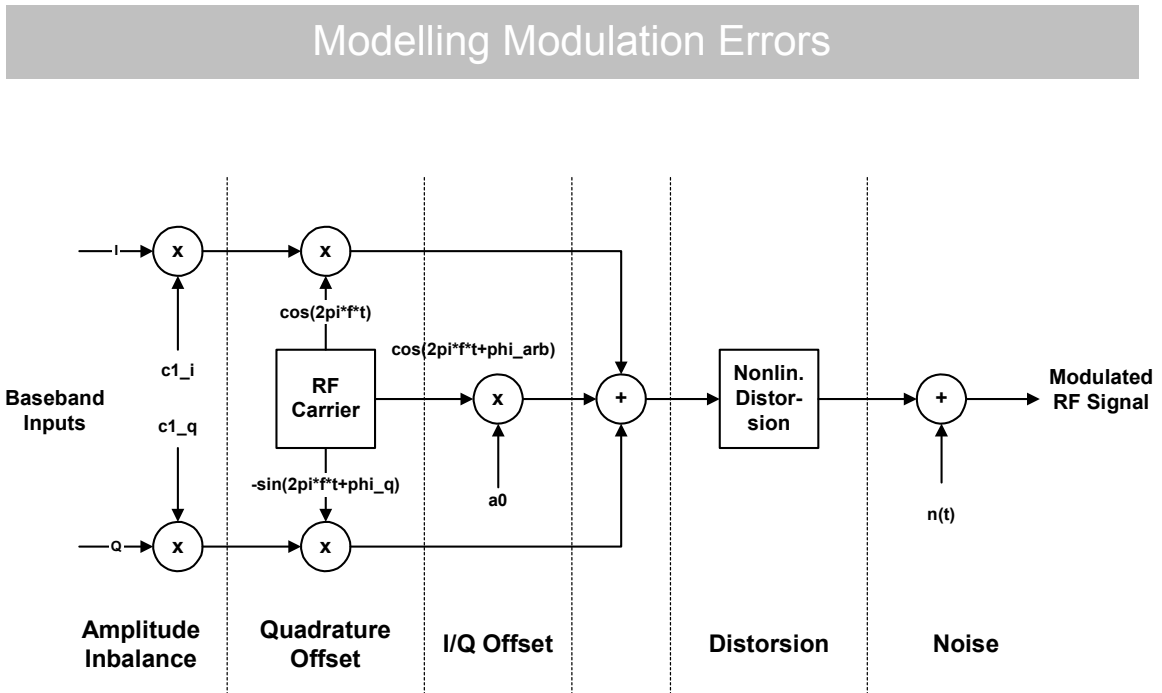 Modelling Modulation Errors
I
x
x
cos(2pi*f*t)
cos(2pi*f*t+phi_arb)
c1_i
Baseband
Inputs
c1_q
RF
Carrier
x
+
Nonlin.
Distor-
sion
+
Modulated
RF Signal
-sin(2pi*f*t+phi_q)
a0
n(t)
Q
x
x
Amplitude
Inbalance
Quadrature
Offset
I/Q Offset
Distorsion
Noise